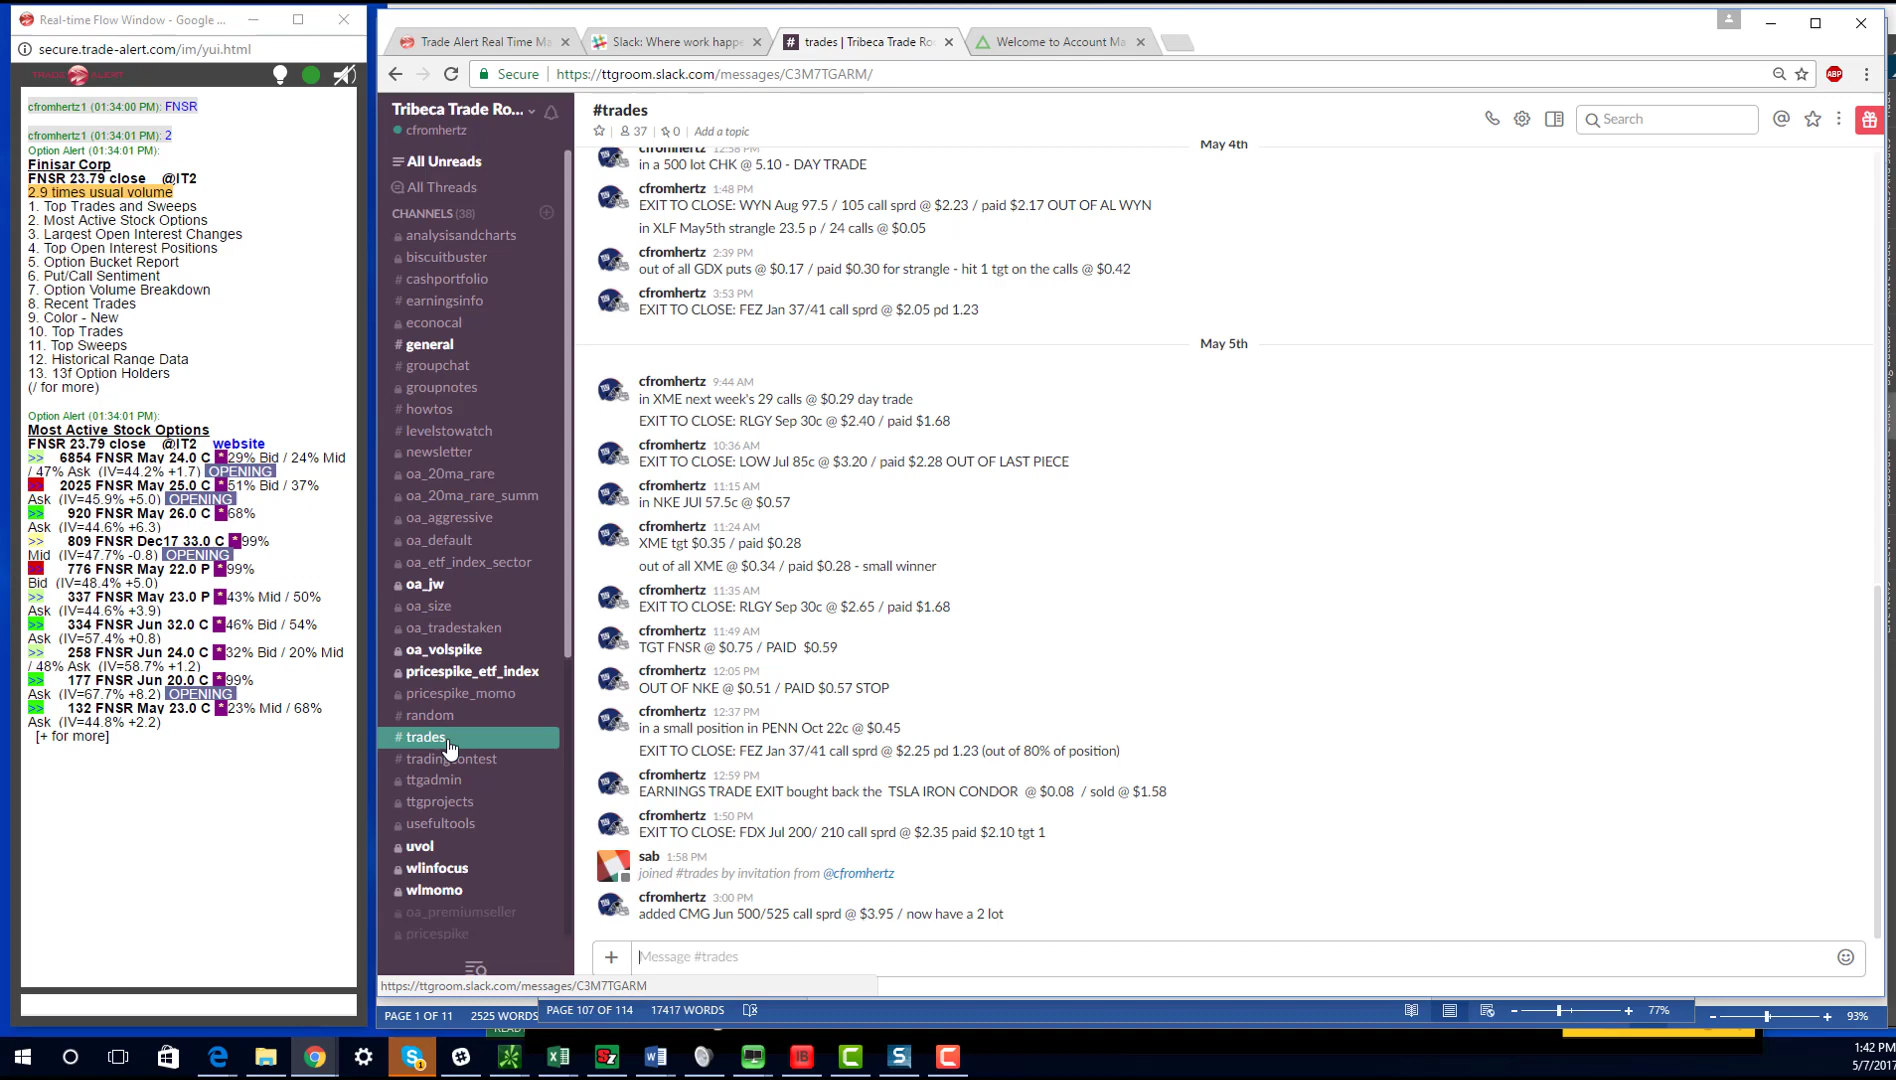 Real-time Flow Window - Google ...
secure.trade-alert.com/im/yui.html
TRADE ALERT
cfromhertz1 (01:34:00 PM): FNSR
cfromhertz1 (01:34:01 PM): 2
Option Alert (01:34:01 PM):
Finisar Corp
FNSR 23.79 close @IT2
2.9 times usual volume
1. Top Trades and Sweeps
2. Most Active Stock Options
3. Largest Open Interest Changes
4. Top Open Interest Positions
5. Option Bucket Report
6. Put/Call Sentiment
7. Option Volume Breakdown
8. Recent Trades
9. Color - New
10. Top Trades
11. Top Sweeps
12. Historical Range Data
13. 13f Option Holders
(/ for more)
Option Alert (01:34:01 PM):
Most Active Stock Options
FNSR 23.79 close @IT2 website
>> 6854 FNSR May 24.0 C *29% Bid / 24% Mid
/ 47% Ask (IV=44.2% +1.7) OPENING
>> 2025 FNSR May 25.0 C *51% Bid / 37%
Ask (IV=45.9% +5.0) OPENING
>> 920 FNSR May 26.0 C *68%
Ask (IV=44.6% +6.3)
>> 809 FNSR Dec17 33.0 C *99%
Mid (IV=47.7% -0.8) OPENING
>> 776 FNSR May 22.0 P *99%
Bid (IV=48.4% +5.0)
>> 337 FNSR May 23.0 P *43% Mid / 50%
Ask (IV=44.6% +3.9)
>> 334 FNSR Jun 32.0 C *46% Bid / 54%
Ask (IV=57.4% +0.8)
>> 258 FNSR Jun 24.0 C *32% Bid / 20% Mid
/ 48% Ask (IV=58.7% +1.2)
>> 177 FNSR Jun 20.0 C *99%
Ask (IV=67.7% +8.2) OPENING
>> 132 FNSR May 23.0 C *23% Mid / 68%
Ask (IV=44.8% +2.2)
[+ for more]
Trade Alert Real Time Ma
Slack: Where work happe
trades | Tribeca Trade Ro
Welcome to Account Ma
Secure https://ttgroom.slack.com/messages/C3M7TGARM/
ABP
Tribeca Trade Ro...
cfromhertz
All Unreads
All Threads
CHANNELS (38)
analysisandcharts
biscuitbuster
# cashportfolio
# earningsinfo
econocal
# general
# groupchat
# groupnotes
# howtos
# levelstowatch
# newsletter
oa_20ma_rare
oa_20ma_rare_summ
oa_aggressive
oa_default
oa_etf_index_sector
oa_jw
oa_size
oa_tradestaken
oa_volspike
pricespike_etf_index
pricespike_momo
# random
# trades
# tradingcontest
ttgadmin
ttgprojects
usefultools
uvol
wlinfocus
wlmomo
oa_premiumseller
pricespike
#trades
37
0
Add a topic
Search
May 4th
cfromhertz 12:58 PM
in a 500 lot CHK @ 5.10 - DAY TRADE
cfromhertz 1:48 PM
EXIT TO CLOSE: WYN Aug 97.5 / 105 call sprd @ $2.23 / paid $2.17 OUT OF AL WYN
in XLF May5th strangle 23.5 p / 24 calls @ $0.05
cfromhertz 2:39 PM
out of all GDX puts @ $0.17 / paid $0.30 for strangle - hit 1 tgt on the calls @ $0.42
cfromhertz 3:53 PM
EXIT TO CLOSE: FEZ Jan 37/41 call sprd @ $2.05 pd 1.23
May 5th
cfromhertz 9:44 AM
in XME next week's 29 calls @ $0.29 day trade
EXIT TO CLOSE: RLGY Sep 30c @ $2.40 / paid $1.68
cfromhertz 10:36 AM
EXIT TO CLOSE: LOW Jul 85c @ $3.20 / paid $2.28 OUT OF LAST PIECE
cfromhertz 11:15 AM
in NKE JUl 57.5c @ $0.57
cfromhertz 11:24 AM
XME tgt $0.35 / paid $0.28
out of all XME @ $0.34 / paid $0.28 - small winner
cfromhertz 11:35 AM
EXIT TO CLOSE: RLGY Sep 30c @ $2.65 / paid $1.68
cfromhertz 11:49 AM
TGT FNSR @ $0.75 / PAID $0.59
cfromhertz 12:05 PM
OUT OF NKE @ $0.51 / PAID $0.57 STOP
cfromhertz 12:37 PM
in a small position in PENN Oct 22c @ $0.45
EXIT TO CLOSE: FEZ Jan 37/41 call sprd @ $2.25 pd 1.23 (out of 80% of position)
cfromhertz 12:59 PM
EARNINGS TRADE EXIT bought back the TSLA IRON CONDOR @ $0.08 / sold @ $1.58
cfromhertz 1:50 PM
EXIT TO CLOSE: FDX Jul 200/ 210 call sprd @ $2.35 paid $2.10 tgt 1
sab 1:58 PM
joined #trades by invitation from @cfromhertz
cfromhertz 3:00 PM
added CMG Jun 500/525 call sprd @ $3.95 / now have a 2 lot
Message #trades
https://ttgroom.slack.com/messages/C3M7TGARM
PAGE 1 OF 11 2525 WORDS
PAGE 107 OF 114 17417 WORDS
77%
93%
READ
1:42 PM
5/7/2017